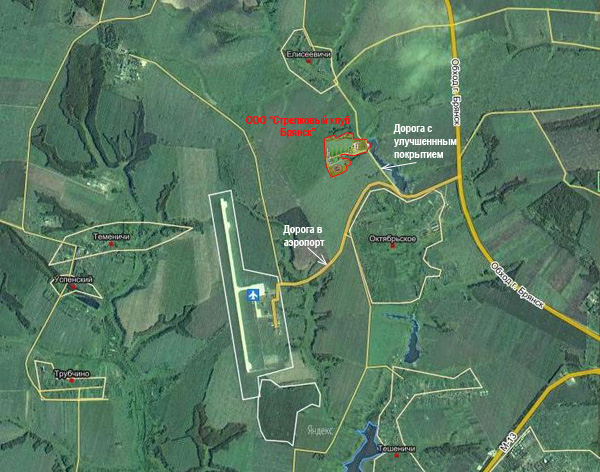 Елисеевичи
Обход г. Брянск
ООО "Стрелковый клуб
Брянск"
Дорога с
улучшеннным
покрытием
Дорога в
аэропорт
Теменичи
Октябрьское
Успенский
Обход г. Брянск
Трубчино
Яндекс
Тешеничи
М-13